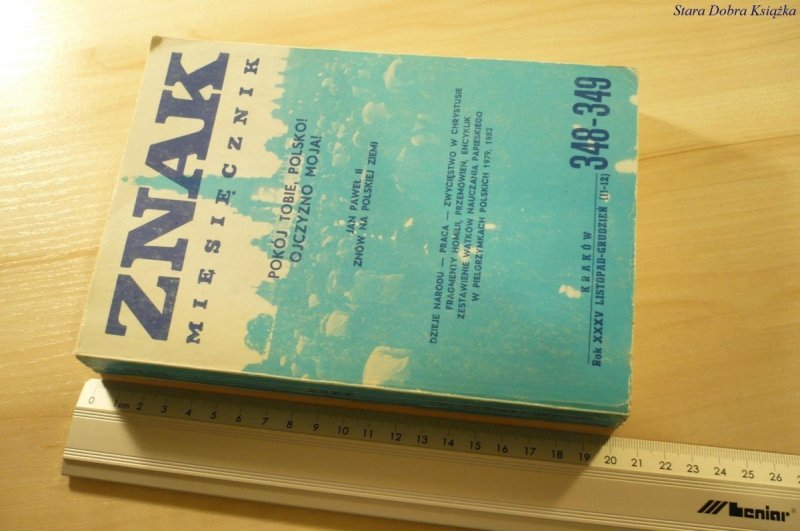 Stara Dobra Książka
ZNAK
MIESIĘCZNIK
POKÓJ TOBIE, POLSKO!
OJCZYZNO MOJA!
JAN PAWEŁ II
ZNÓW NA POLSKIEJ ZIEMI
DZIEJE NARODU — PRACA — ZWYCIĘSTWO W CHRYSTUSIE
FRAGMENTY HOMILII, PRZEMÓWIEŃ, ENCYKLIK
ZESTAWIENIE WĄTKÓW NAUCZANIA PAPIESKIEGO
W PIELGRZYMKACH POLSKICH 1979, 1983
KRAKÓW
Rok XXXV LISTOPAD-GRUDZIEŃ (11-12) 348-349
0 1cm 2 3 4 5 6 7 8 9 10 11 12 13 14 15 16 17 18 19 20 21 22 23 24 25 26
leniar